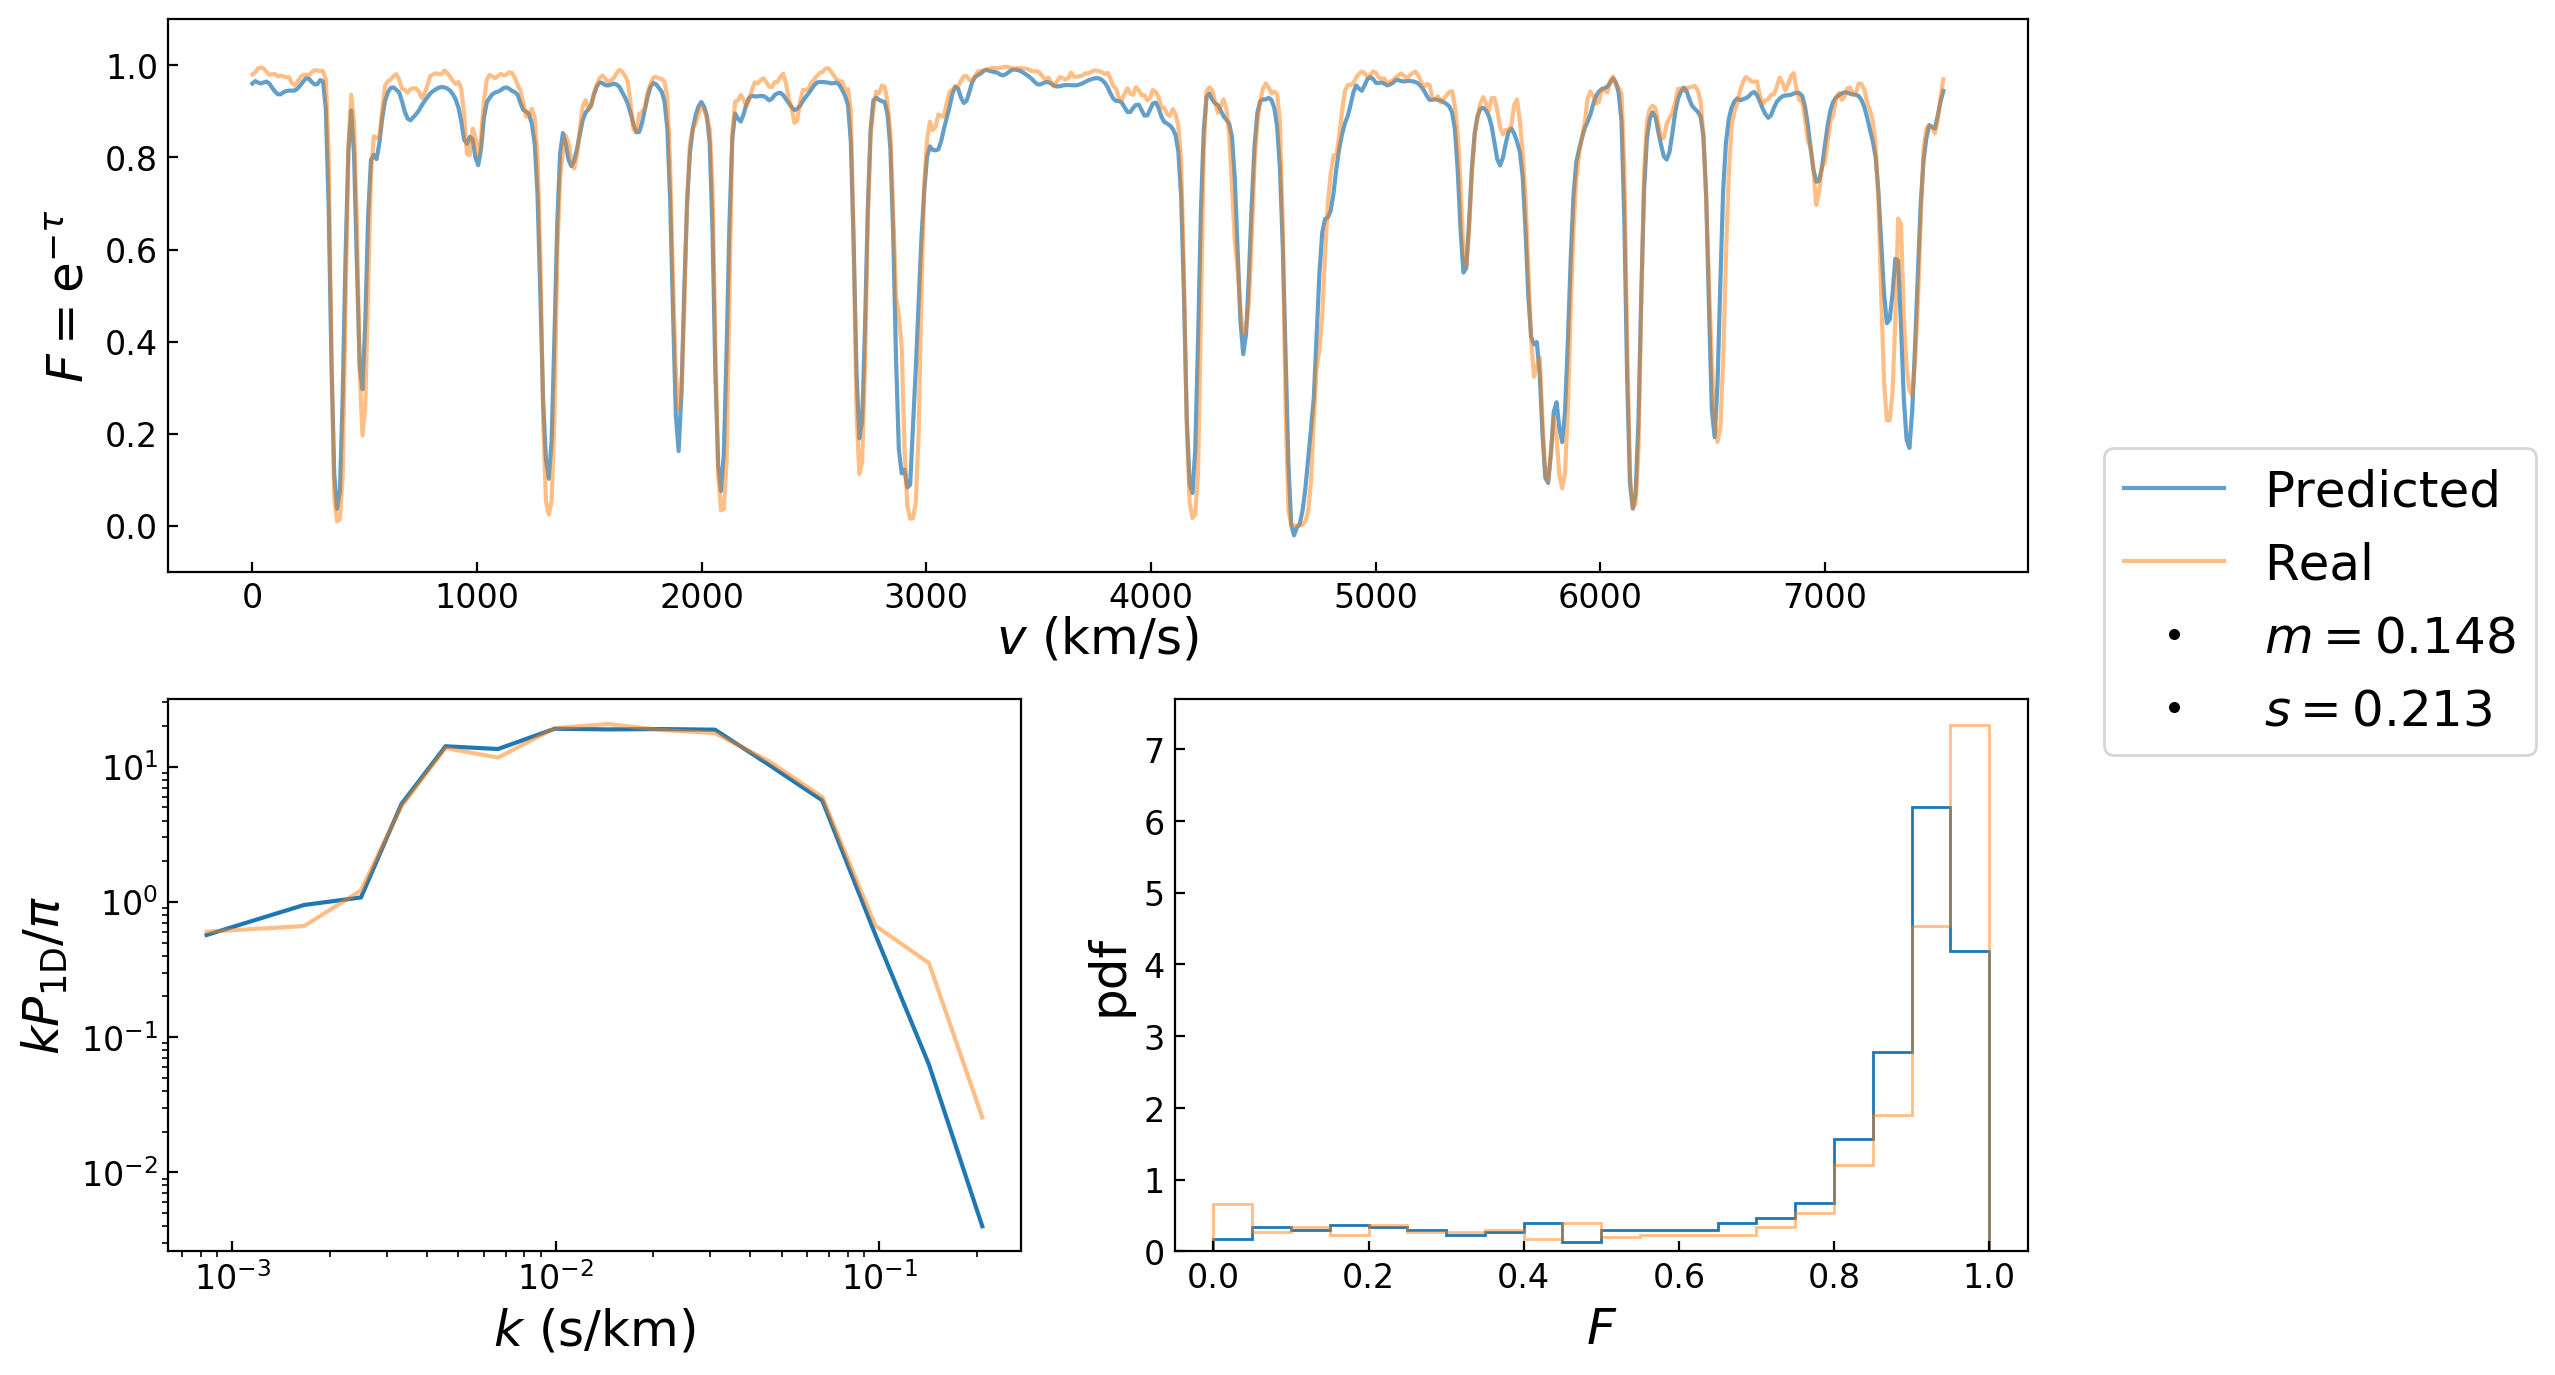 1.0
0.8
0.6
0.4
0.2
0.0
F = e^{−τ}
0 1000 2000 3000 4000 5000 6000 7000
v (km/s)
Predicted
Real
m = 0.148
s = 0.213
10^1
10^0
10^{−1}
10^{−2}
kP_{1D}/π
10^{−3} 10^{−2} 10^{−1}
k (s/km)
7
6
5
4
3
2
1
0
pdf
0.0 0.2 0.4 0.6 0.8 1.0
F